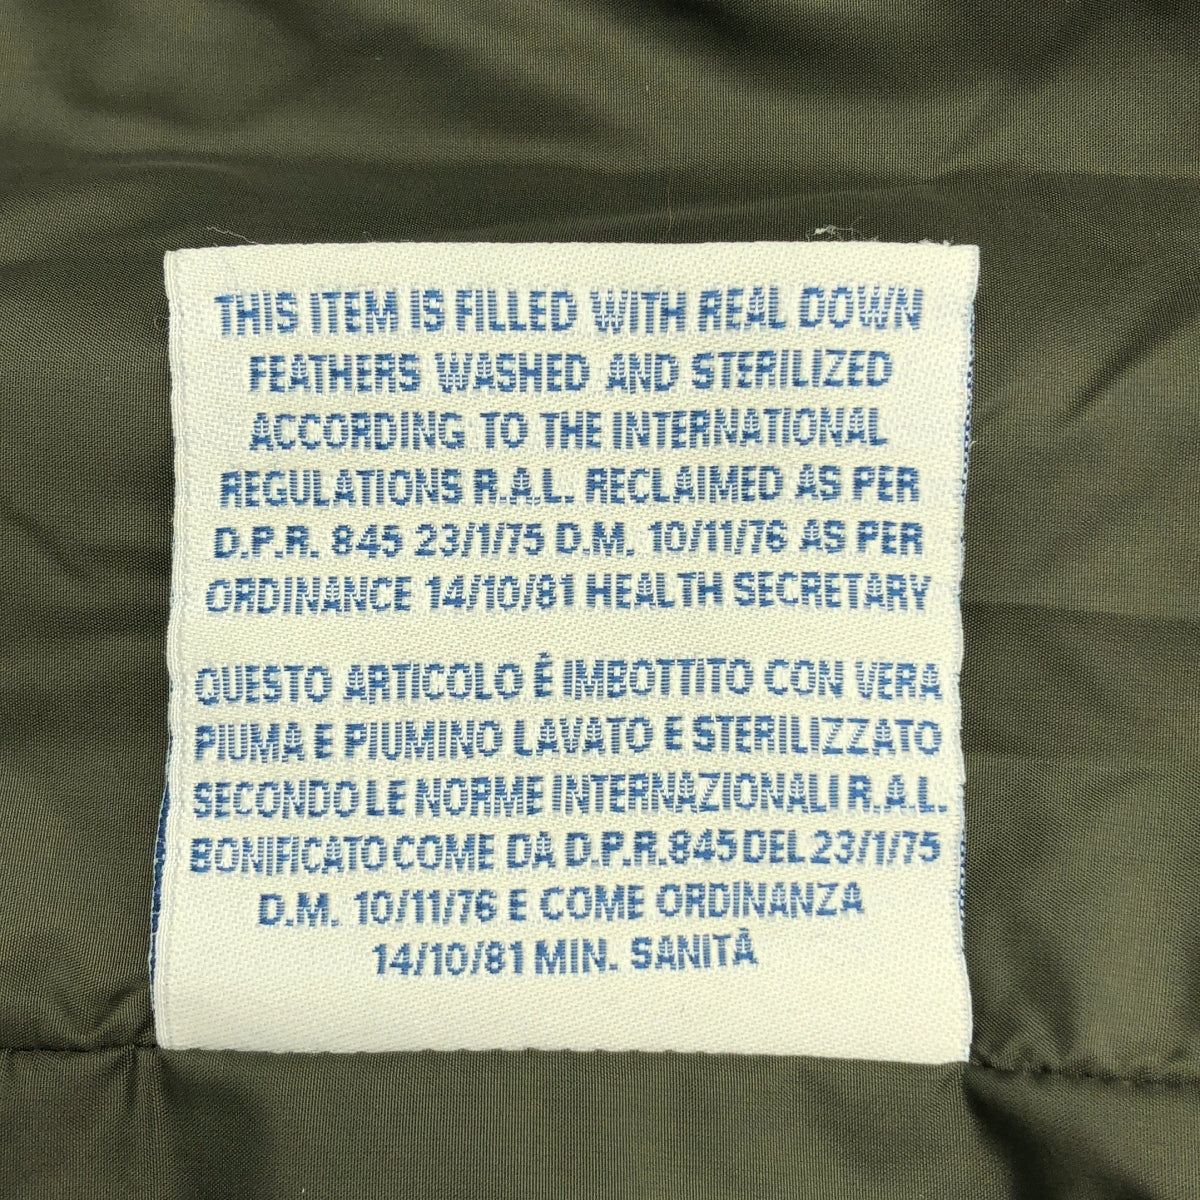 THIS ITEM IS FILLED WITH REAL DOWN
FEATHERS WASHED AND STERILIZED
ACCORDING TO THE INTERNATIONAL
REGULATIONS R.A.L. RECLAIMED AS PER
D.P.R. 845 23/1/75 D.M. 10/11/76 AS PER
ORDINANCE 14/10/81 HEALTH SECRETARY
QUESTO ARTICOLO É IMBOTTITO CON VERA
PIUMA E PIUMINO LAVATO E STERILIZZATO
SECONDO LE NORME INTERNAZIONALI R.A.L.
BONIFICATO COME DA D.P.R. 845 DEL 23/1/75
D.M. 10/11/76 E COME ORDINANZA
14/10/81 MIN. SANITÀ